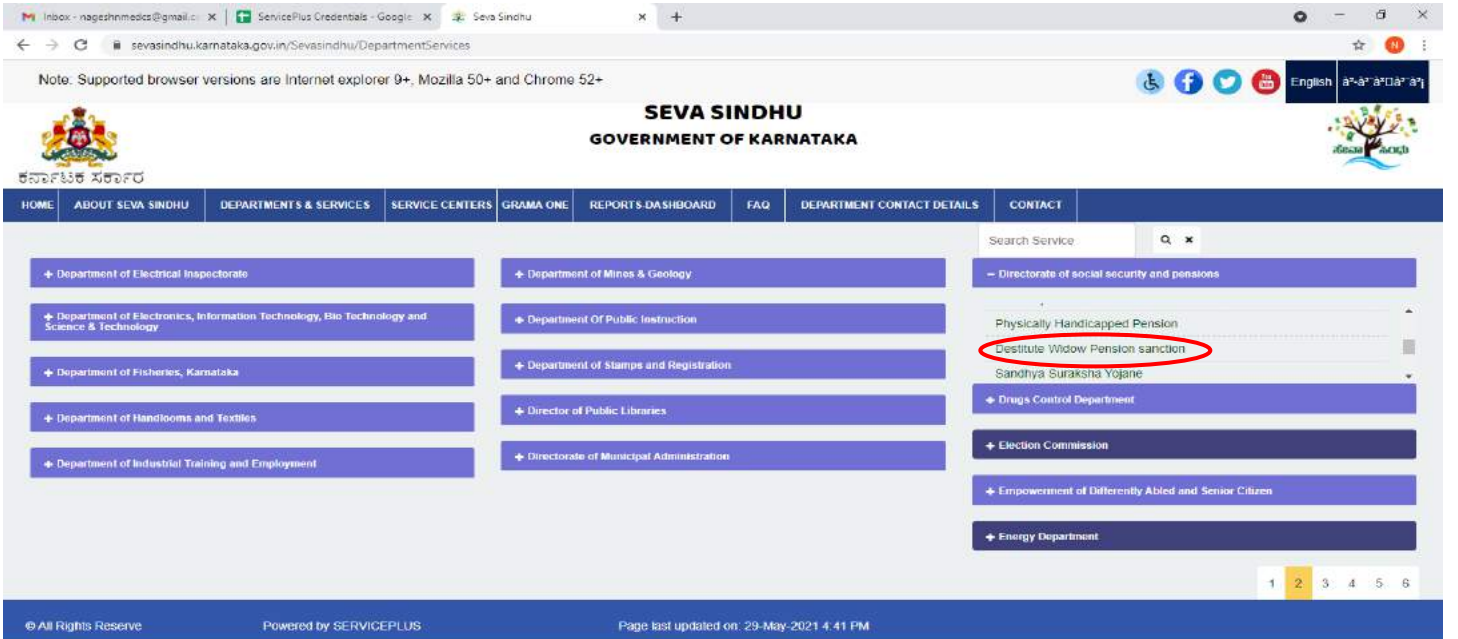 Inbox - nageshnmedcs@gmail.c
ServicePlus Credentials - Google
Seva Sindhu
sevasindhu.karnataka.gov.in/Sevasindhu/DepartmentServices
N
Note: Supported browser versions are Internet explorer 9+, Mozilla 50+ and Chrome 52+
English
SEVA SINDHU
GOVERNMENT OF KARNATAKA
ಕರ್ನಾಟಕ ಸರ್ಕಾರ
ಸೇವಾ ಸಿಂಧು
HOME ABOUT SEVA SINDHU DEPARTMENTS & SERVICES SERVICE CENTERS GRAMA ONE REPORTS-DASHBOARD FAQ DEPARTMENT CONTACT DETAILS CONTACT
Search Service
+ Department of Electrical Inspectorate
+ Department of Electronics, Information Technology, Bio Technology and
Science & Technology
+ Department of Fisheries, Karnataka
+ Department of Handlooms and Textiles
+ Department of Industrial Training and Employment
+ Department of Mines & Geology
+ Department Of Public Instruction
+ Department of Stamps and Registration
+ Director of Public Libraries
+ Directorate of Municipal Administration
– Directorate of social security and pensions
Physically Handicapped Pension
Destitute Widow Pension sanction
Sandhya Suraksha Yojane
+ Drugs Control Department
+ Election Commission
+ Empowerment of Differently Abled and Senior Citizen
+ Energy Department
1 2 3 4 5 6
© All Rights Reserve Powered by SERVICEPLUS Page last updated on: 29-May-2021 4:41 PM